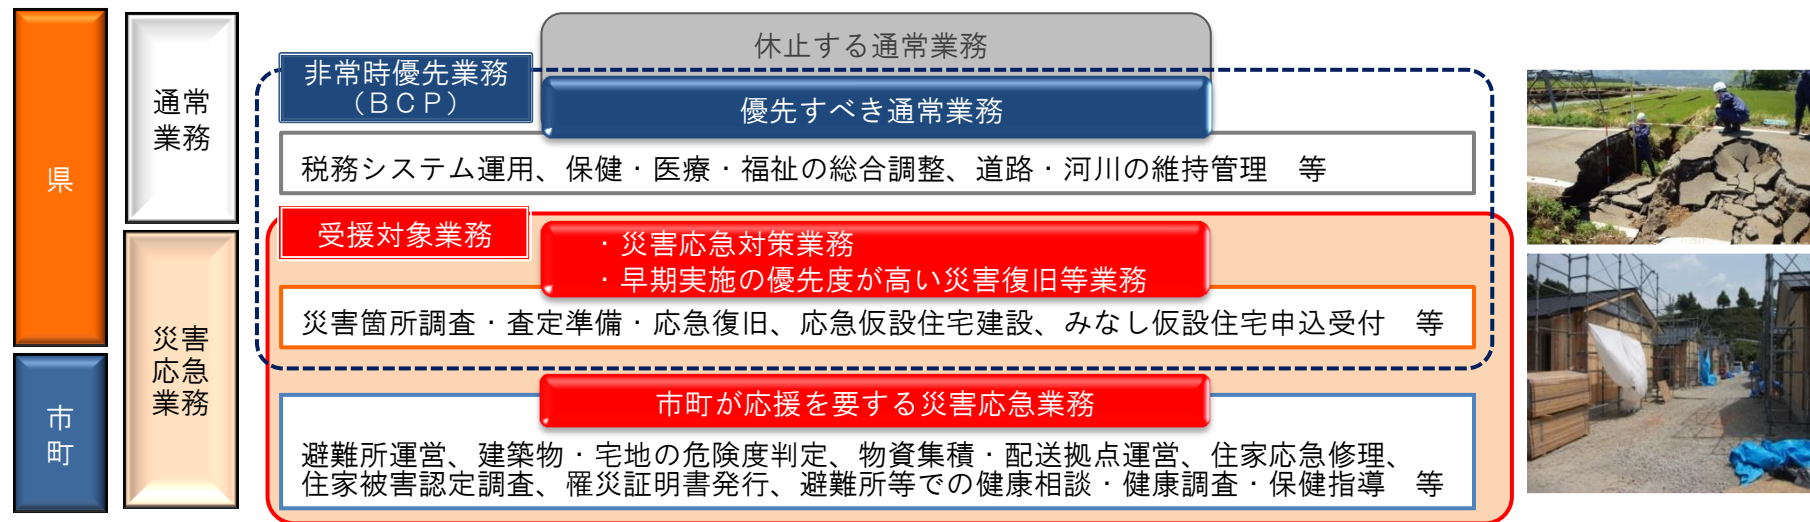 県
通常
業務
休止する通常業務
非常時優先業務
（ＢＣＰ）
優先すべき通常業務
税務システム運用、保健・医療・福祉の総合調整、道路・河川の維持管理　等
受援対象業務
・災害応急対策業務
・早期実施の優先度が高い災害復旧等業務
災害箇所調査・査定準備・応急復旧、応急仮設住宅建設、みなし仮設住宅申込受付　等
災害
応急
業務
市
町
市町が応援を要する災害応急業務
避難所運営、建築物・宅地の危険度判定、物資集積・配送拠点運営、住家応急修理、
住家被害認定調査、罹災証明書発行、避難所等での健康相談・健康調査・保健指導　等